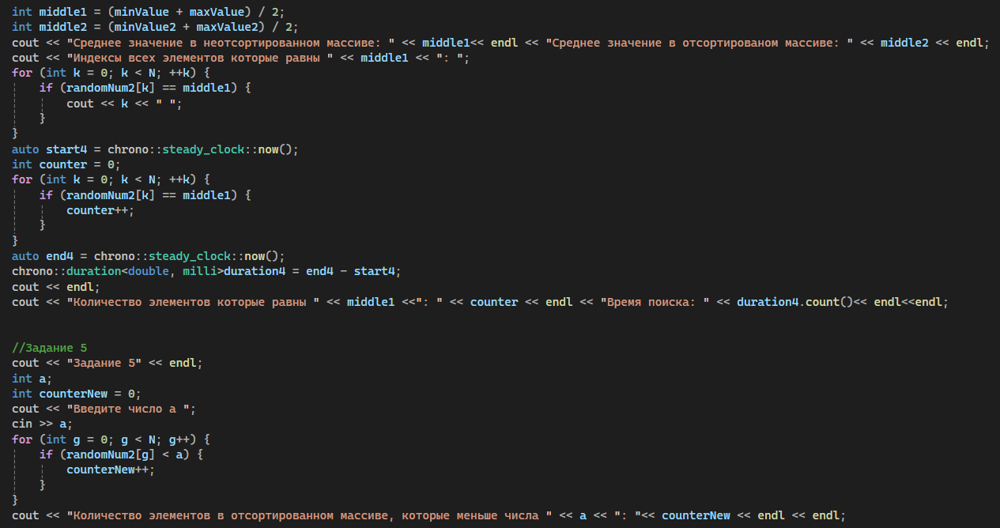 int middle1 = (minValue + maxValue) / 2;
int middle2 = (minValue2 + maxValue2) / 2;
cout << "Среднее значение в неотсортированном массиве: " << middle1<< endl << "Среднее значение в отсортированом массиве: " << middle2 << endl;
cout << "Индексы всех элементов которые равны " << middle1 << ": ";
for (int k = 0; k < N; ++k) {
    if (randomNum2[k] == middle1) {
        cout << k << " ";
    }
}
auto start4 = chrono::steady_clock::now();
int counter = 0;
for (int k = 0; k < N; ++k) {
    if (randomNum2[k] == middle1) {
        counter++;
    }
}
auto end4 = chrono::steady_clock::now();
chrono::duration<double, milli>duration4 = end4 - start4;
cout << endl;
cout << "Количество элементов которые равны " << middle1 <<": " << counter << endl << "Время поиска: " << duration4.count()<< endl<<endl;
//Задание 5
cout << "Задание 5" << endl;
int a;
int counterNew = 0;
cout << "Введите число а ";
cin >> a;
for (int g = 0; g < N; g++) {
    if (randomNum2[g] < a) {
        counterNew++;
    }
}
cout << "Количество элементов в отсортированном массиве, которые меньше числа " << a << ": "<< counterNew << endl << endl;